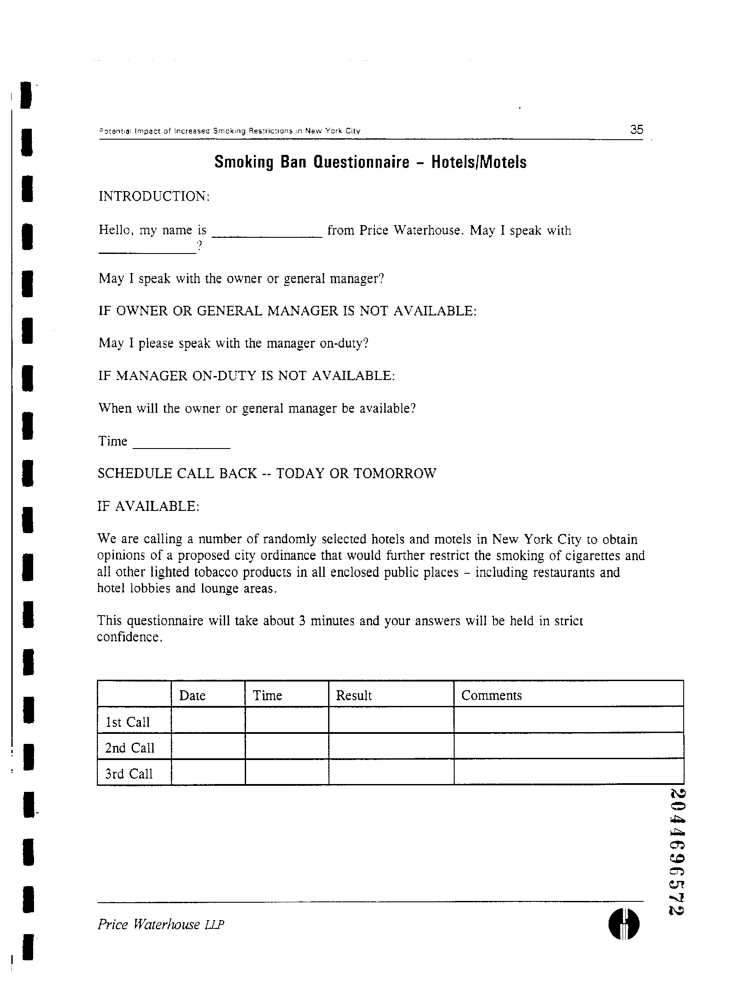 Potential Impact of Increased Smoking Restrictions in New York City 35
Smoking Ban Questionnaire – Hotels/Motels
INTRODUCTION:
Hello, my name is ________________ from Price Waterhouse. May I speak with
______________?
May I speak with the owner or general manager?
IF OWNER OR GENERAL MANAGER IS NOT AVAILABLE:
May I please speak with the manager on-duty?
IF MANAGER ON-DUTY IS NOT AVAILABLE:
When will the owner or general manager be available?
Time ______________
SCHEDULE CALL BACK -- TODAY OR TOMORROW
IF AVAILABLE:
We are calling a number of randomly selected hotels and motels in New York City to obtain
opinions of a proposed city ordinance that would further restrict the smoking of cigarettes and
all other lighted tobacco products in all enclosed public places – including restaurants and
hotel lobbies and lounge areas.
This questionnaire will take about 3 minutes and your answers will be held in strict
confidence.
Date Time Result Comments
1st Call
2nd Call
3rd Call
2044696572
Price Waterhouse LLP